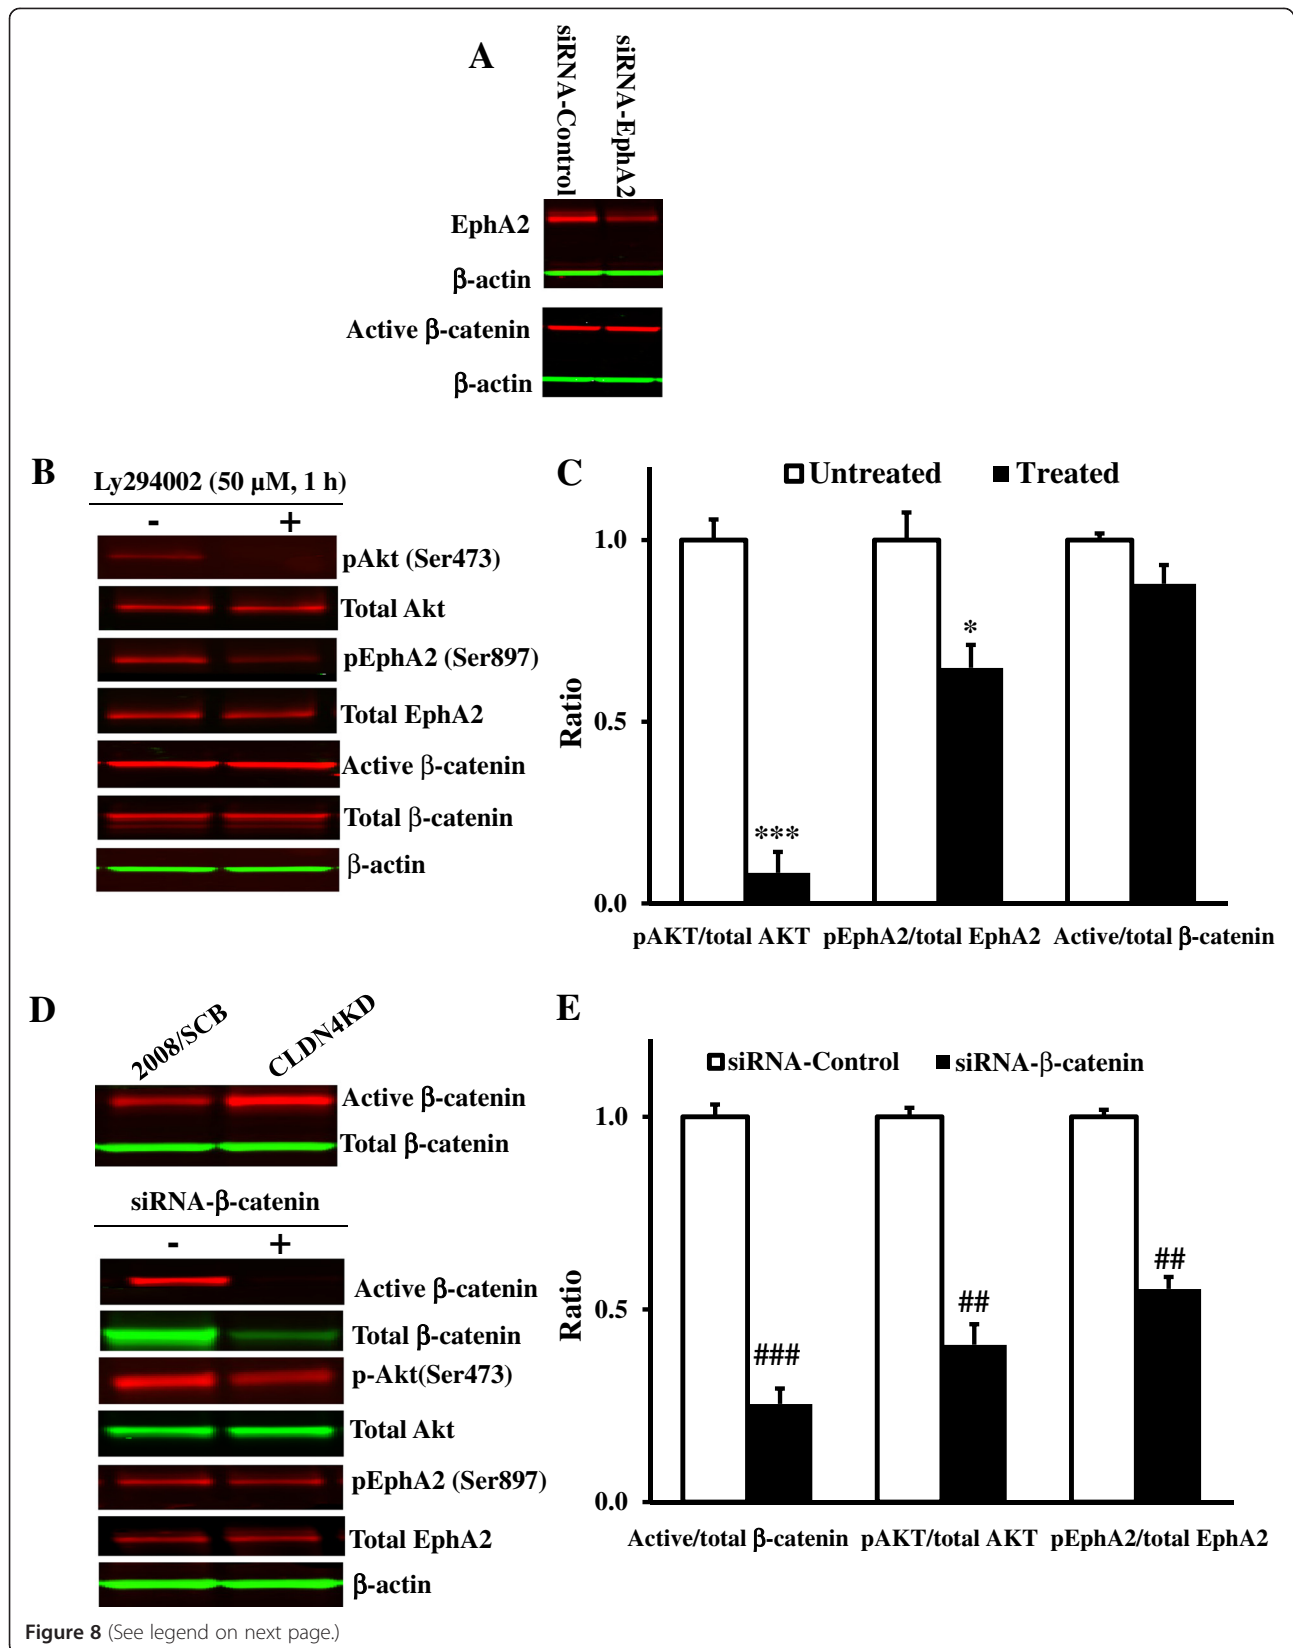 A
siRNA-Control
siRNA-EphA2
EphA2
β-actin
Active β-catenin
β-actin
B
Ly294002 (50 µM, 1 h)
- +
pAkt (Ser473)
Total Akt
pEphA2 (Ser897)
Total EphA2
Active β-catenin
Total β-catenin
β-actin
C
Untreated Treated
Ratio
1.0
0.5
0.0
*
***
pAKT/total AKT pEphA2/total EphA2 Active/total β-catenin
D
2008/SCB
CLDN4KD
Active β-catenin
Total β-catenin
siRNA-β-catenin
- +
Active β-catenin
Total β-catenin
p-Akt(Ser473)
Total Akt
pEphA2 (Ser897)
Total EphA2
β-actin
E
siRNA-Control siRNA-β-catenin
Ratio
1.0
0.5
0.0
###
##
##
Active/total β-catenin pAKT/total AKT pEphA2/total EphA2
Figure 8 (See legend on next page.)